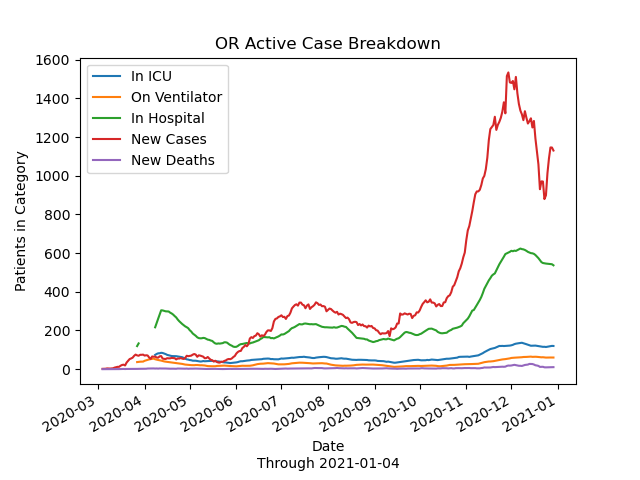 OR Active Case Breakdown
In ICU
On Ventilator
In Hospital
New Cases
New Deaths
Patients in Category
1600
1400
1200
1000
800
600
400
200
0
2020-03
2020-04
2020-05
2020-06
2020-07
2020-08
2020-09
2020-10
2020-11
2020-12
2021-01
Date
Through 2021-01-04